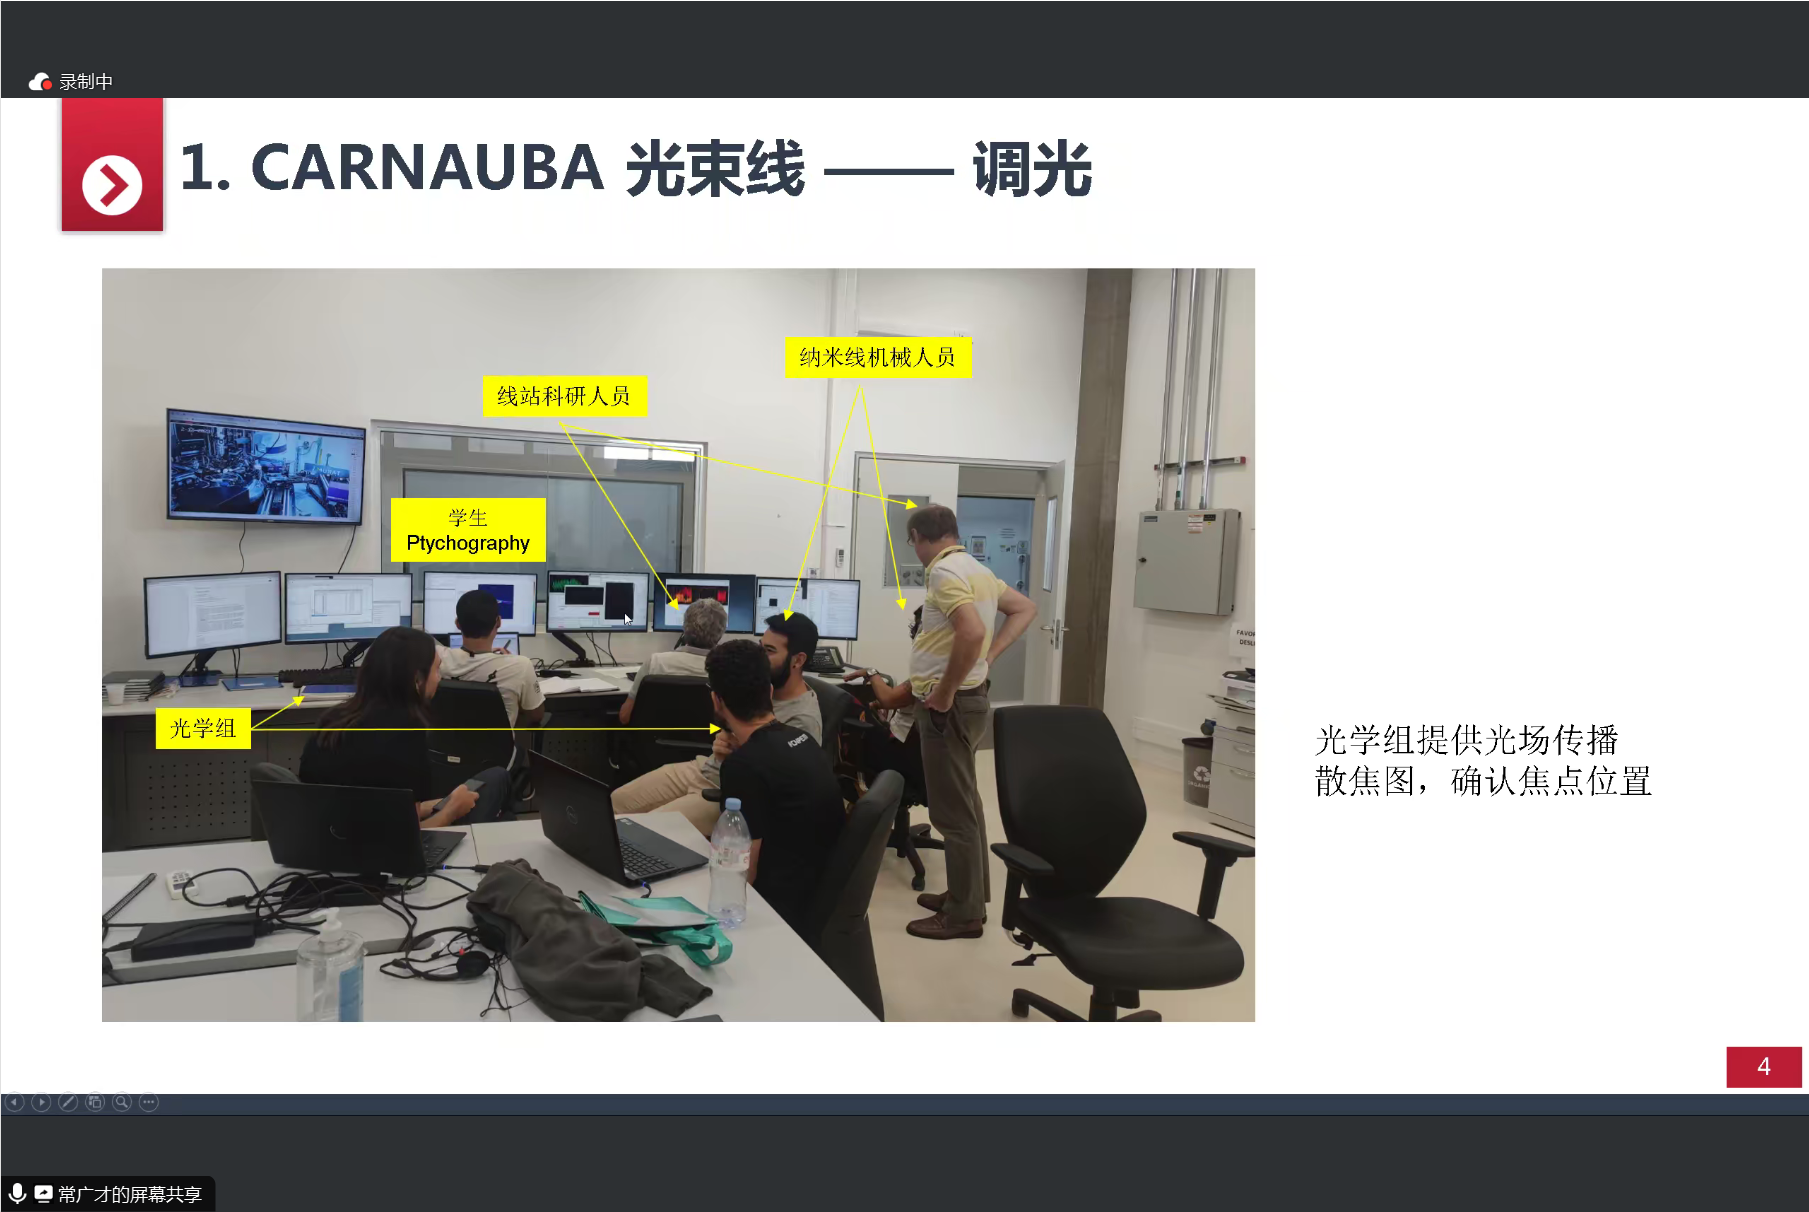 录制中
1. CARNAUBA 光束线 —— 调光
纳米线机械人员
线站科研人员
学生
Ptychography
光学组
光学组提供光场传播
散焦图，确认焦点位置
4
常广才的屏幕共享